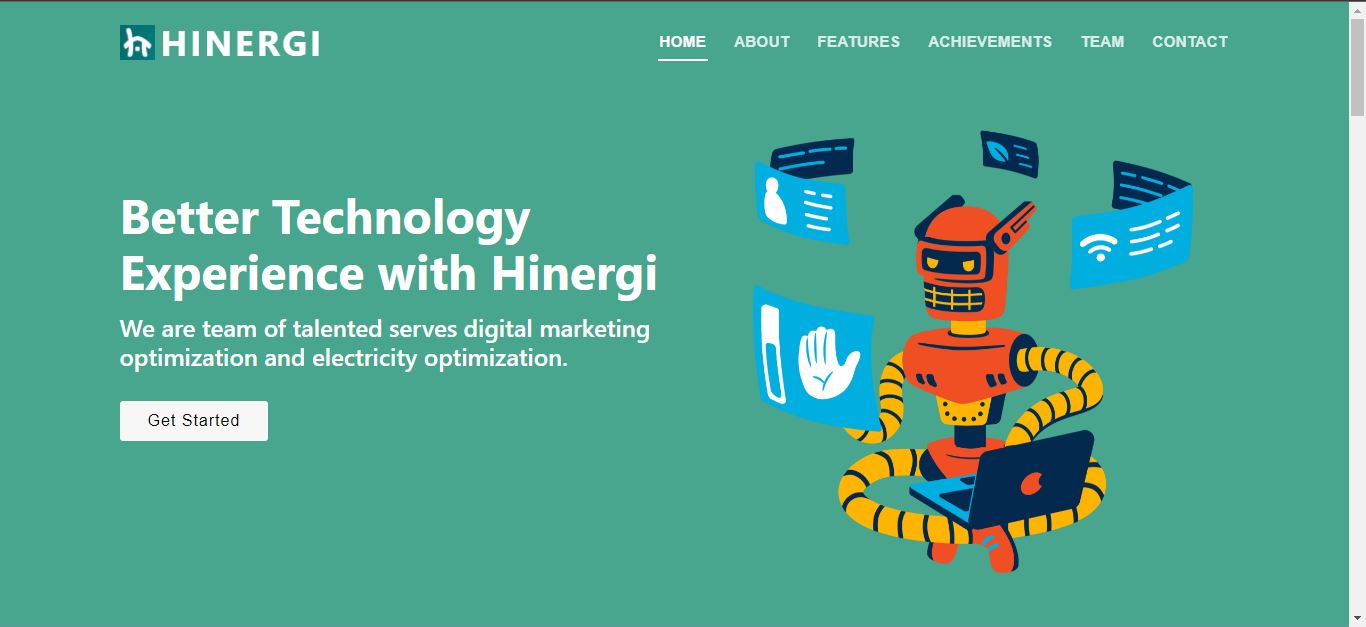 HINERGI
HOME ABOUT FEATURES ACHIEVEMENTS TEAM CONTACT
Better Technology
Experience with Hinergi
We are team of talented serves digital marketing
optimization and electricity optimization.
Get Started